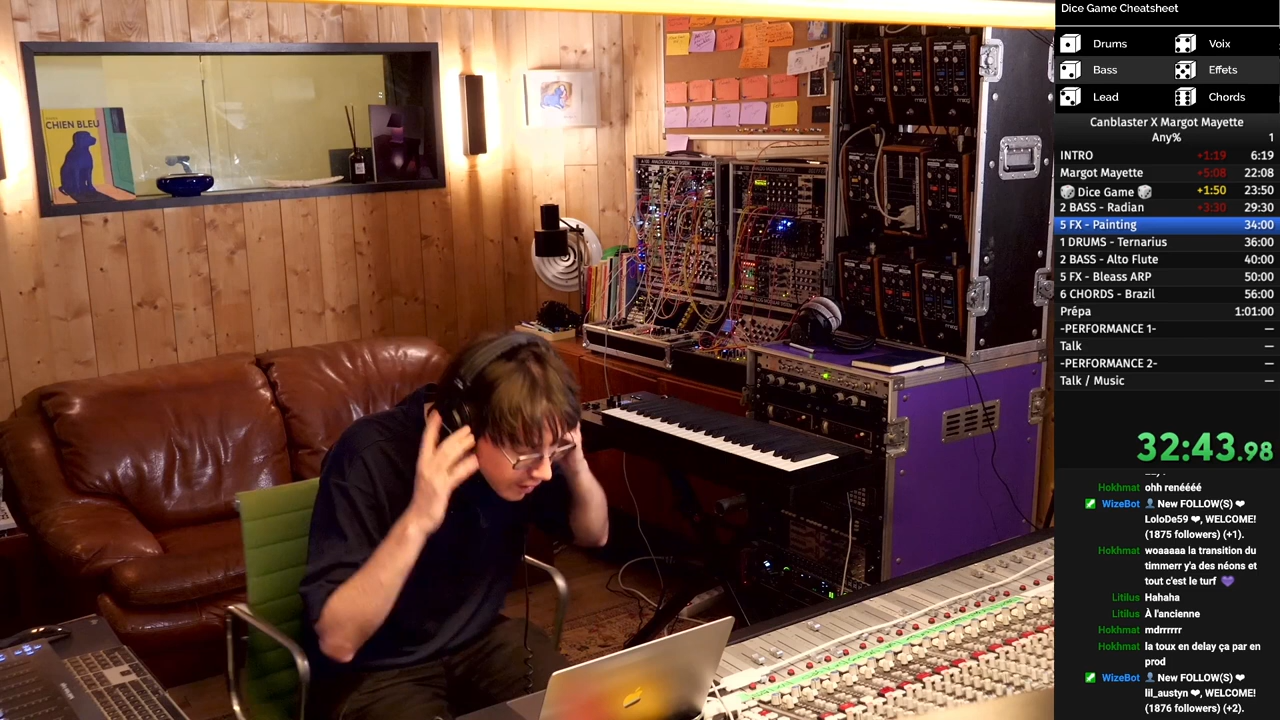 Dice Game Cheatsheet
Drums
Voix
Bass
Effets
Lead
Chords
Canblaster X Margot Mayette
Any%
1
INTRO +1:19 6:19
Margot Mayette +5:08 22:08
🎲 Dice Game 🎲 +1:50 23:50
2 BASS - Radian +3:30 29:30
5 FX - Painting 34:00
1 DRUMS - Ternarius 36:00
2 BASS - Alto Flute 40:00
5 FX - Bleass ARP 50:00
6 CHORDS - Brazil 56:00
Prépa 1:01:00
-PERFORMANCE 1- —
Talk —
-PERFORMANCE 2- —
Talk / Music —
32:43.98
Hokhmat ohh renéééé
WizeBot 👤 New FOLLOW(S) ❤
LoloDe59 ❤, WELCOME!
(1875 followers) (+1).
Hokhmat woaaaaa la transition du
timmerr y'a des néons et
tout c'est le turf 💜
Litilus Hahaha
Litilus À l'ancienne
Hokhmat mdrrrrrr
Hokhmat la toux en delay ça par en
prod
WizeBot 👤 New FOLLOW(S) ❤
lil_austyn ❤, WELCOME!
(1876 followers) (+2).
CHIEN BLEU